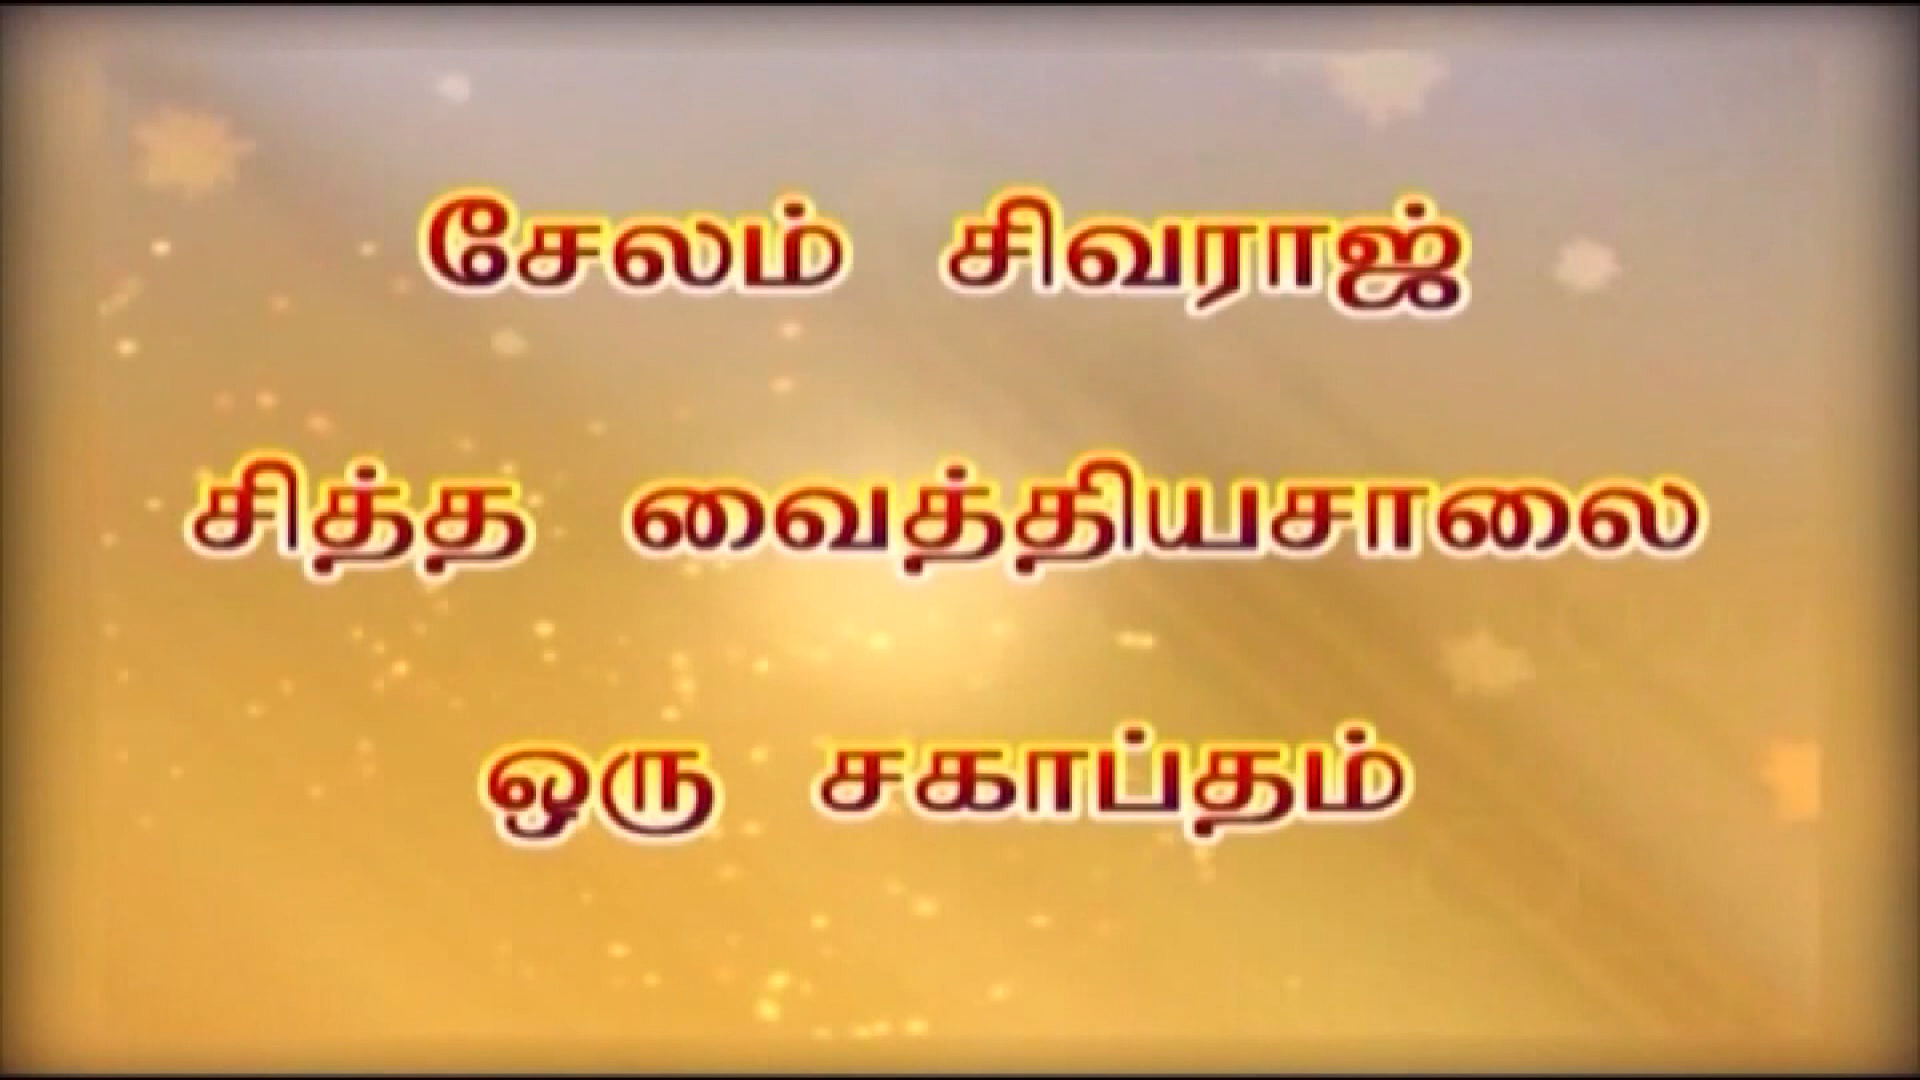 சேலம் சிவராஜ்
சித்த வைத்தியசாலை
ஒரு சகாப்தம்